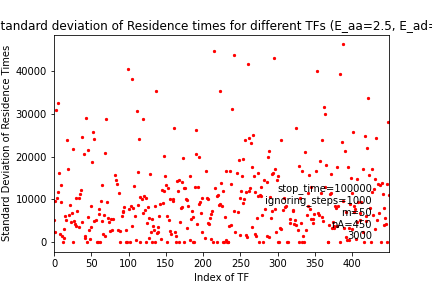 tandard deviation of Residence times for different TFs (E_aa=2.5, E_ad=
Standard Deviation of Residence Times
40000
30000
20000
10000
0
stop_time=100000
ignoring_steps=1000
m=50
nA=450
3000
0 50 100 150 200 250 300 350 400
Index of TF